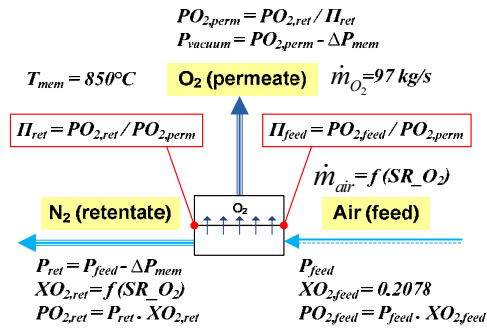 PO2,perm = PO2,ret / Πret
Pvacuum = PO2,perm - ΔPmem
Tmem = 850°C
O2 (permeate)
ṁO2=97 kg/s
Πret = PO2,ret / PO2,perm
Πfeed = PO2,feed / PO2,perm
ṁair=f(SR_O2)
O2
N2 (retentate)
Air (feed)
Pret = Pfeed - ΔPmem
XO2,ret = f(SR_O2)
PO2,ret = Pret . XO2,ret
Pfeed
XO2,feed = 0.2078
PO2,feed = Pfeed . XO2,feed